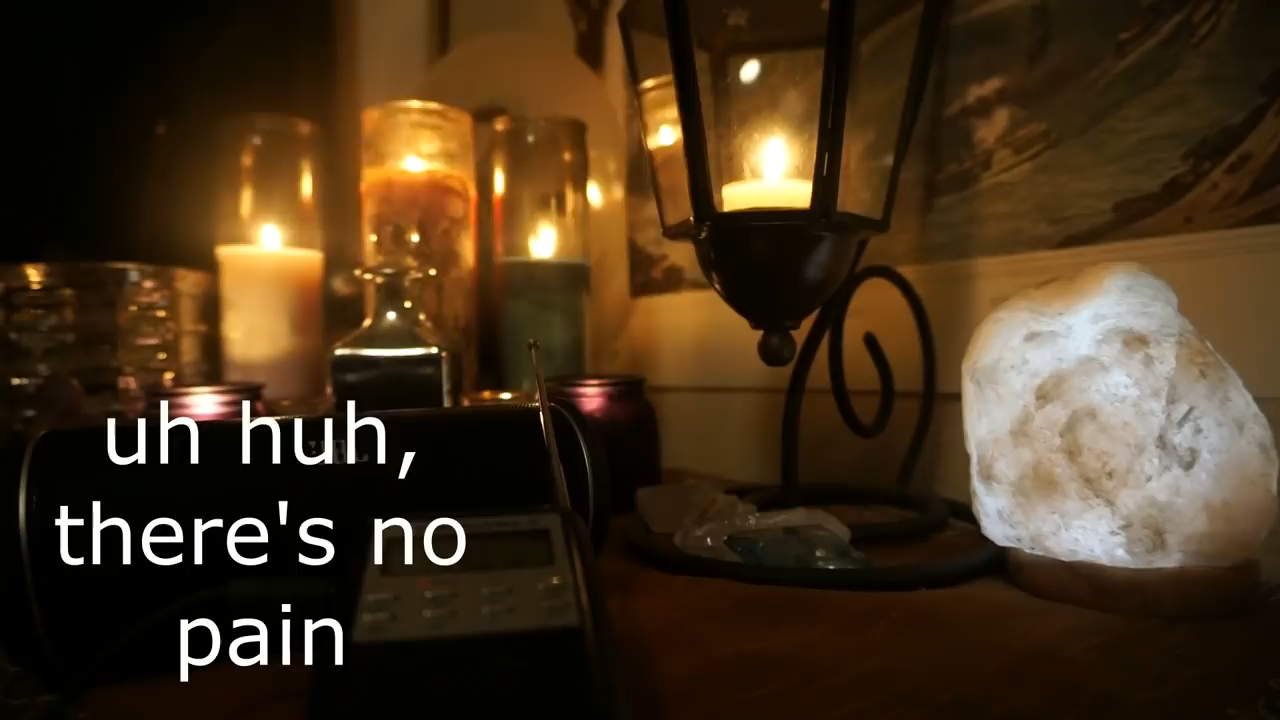 uh huh,
there's no
pain